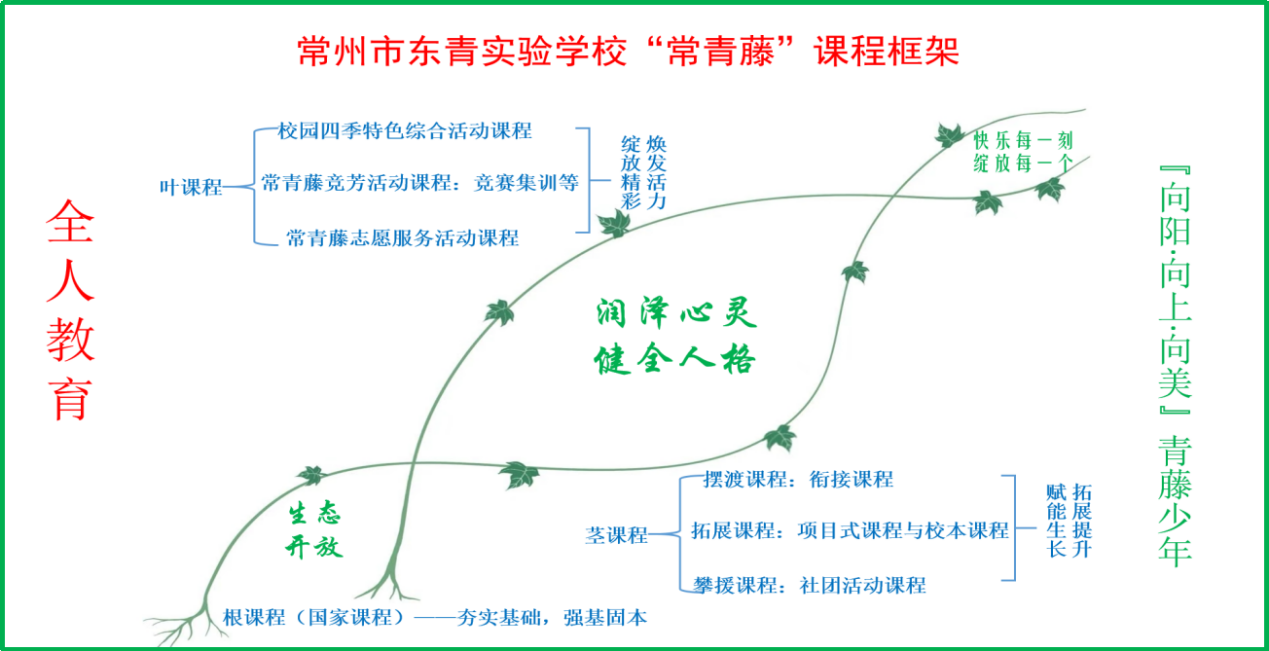 常州市东青实验学校“常青藤”课程框架
全人教育
叶课程
校园四季特色综合活动课程
常青藤竞芳活动课程：竞赛集训等
常青藤志愿服务活动课程
焕发活力
绽放精彩
快乐每一刻
绽放每一个
润泽心灵
健全人格
生态
开放
茎课程
摆渡课程：衔接课程
拓展课程：项目式课程与校本课程
攀援课程：社团活动课程
拓展提升
赋能生长
根课程（国家课程）——夯实基础，强基固本
『向阳·向上·向美』青藤少年